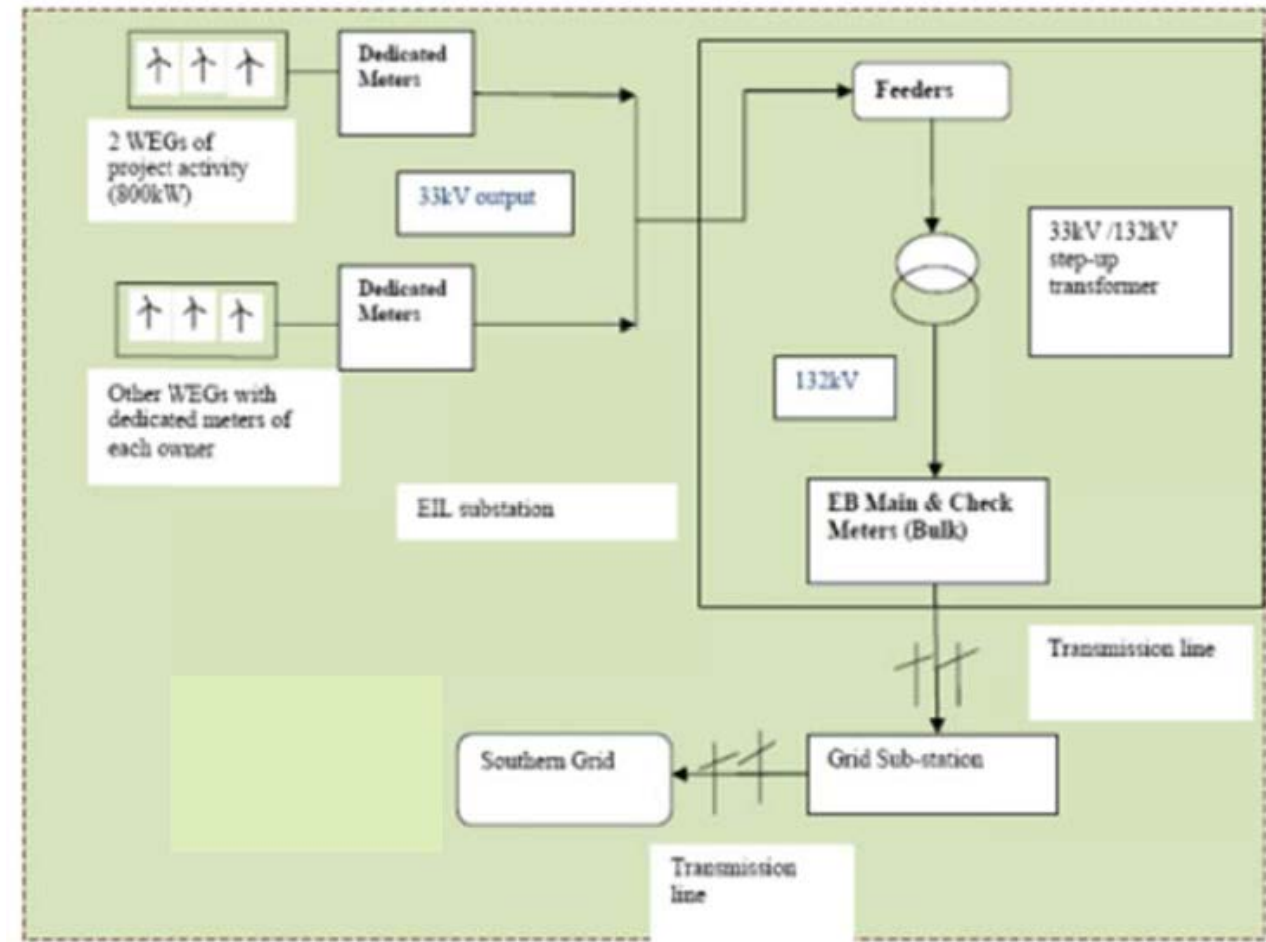 Dedicated
Meters
2 WEGs of
project activity
(800kW)
33kV output
Dedicated
Meters
Other WEGs with
dedicated meters of
each owner
EIL substation
Feeders
33kV /132kV
step-up
transformer
132kV
EB Main & Check
Meters (Bulk)
Transmission line
Grid Sub-station
Southern Grid
Transmission
line